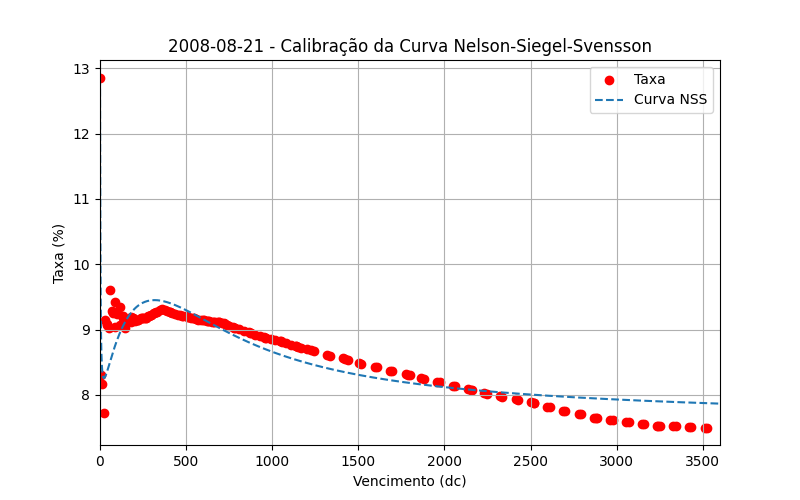 2008-08-21 - Calibração da Curva Nelson-Siegel-Svensson
Taxa
Curva NSS
Taxa (%)
13
12
11
10
9
8
0 500 1000 1500 2000 2500 3000 3500
Vencimento (dc)